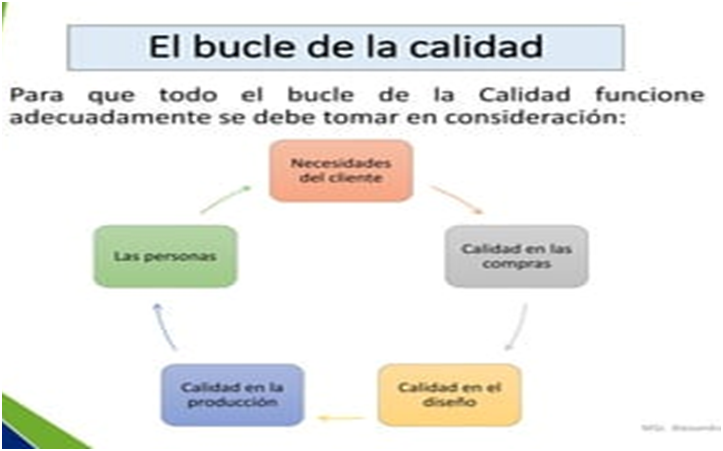 El bucle de la calidad
Para que todo el bucle de la Calidad funcione
adecuadamente se debe tomar en consideración:
Necesidades
del cliente
Calidad en las
compras
Calidad en el
diseño
Calidad en la
producción
Las personas